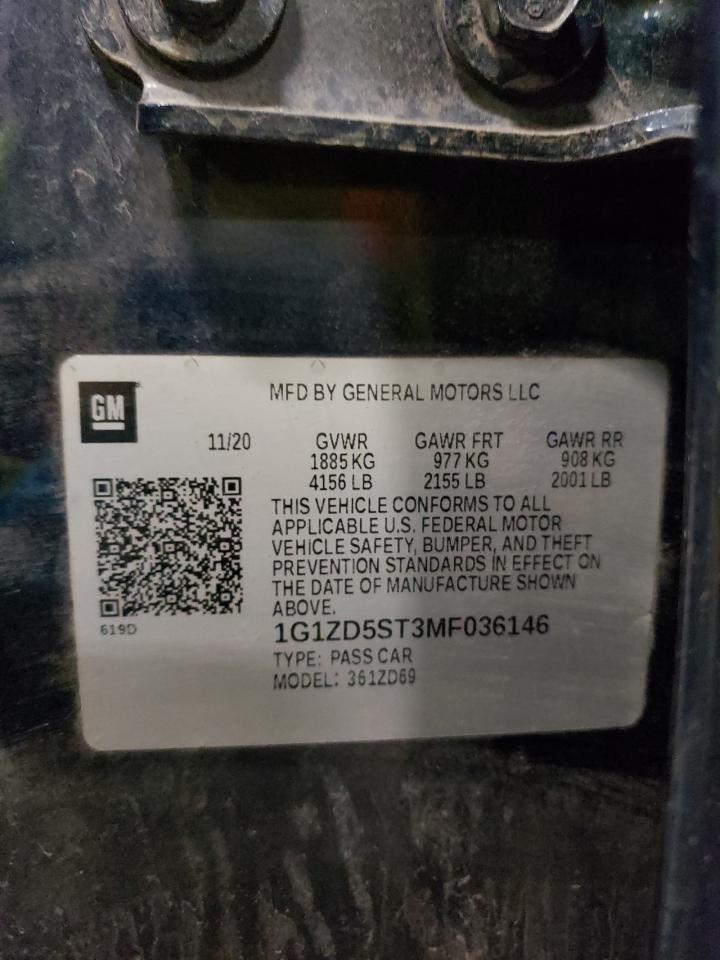 GM
MFD BY GENERAL MOTORS LLC
11/20 GVWR GAWR FRT GAWR RR
1885 KG 977 KG 908 KG
4156 LB 2155 LB 2001 LB
THIS VEHICLE CONFORMS TO ALL
APPLICABLE U.S. FEDERAL MOTOR
VEHICLE SAFETY, BUMPER, AND THEFT
PREVENTION STANDARDS IN EFFECT ON
THE DATE OF MANUFACTURE SHOWN
ABOVE.
619D
1G1ZD5ST3MF036146
TYPE: PASS CAR
MODEL: 361ZD69